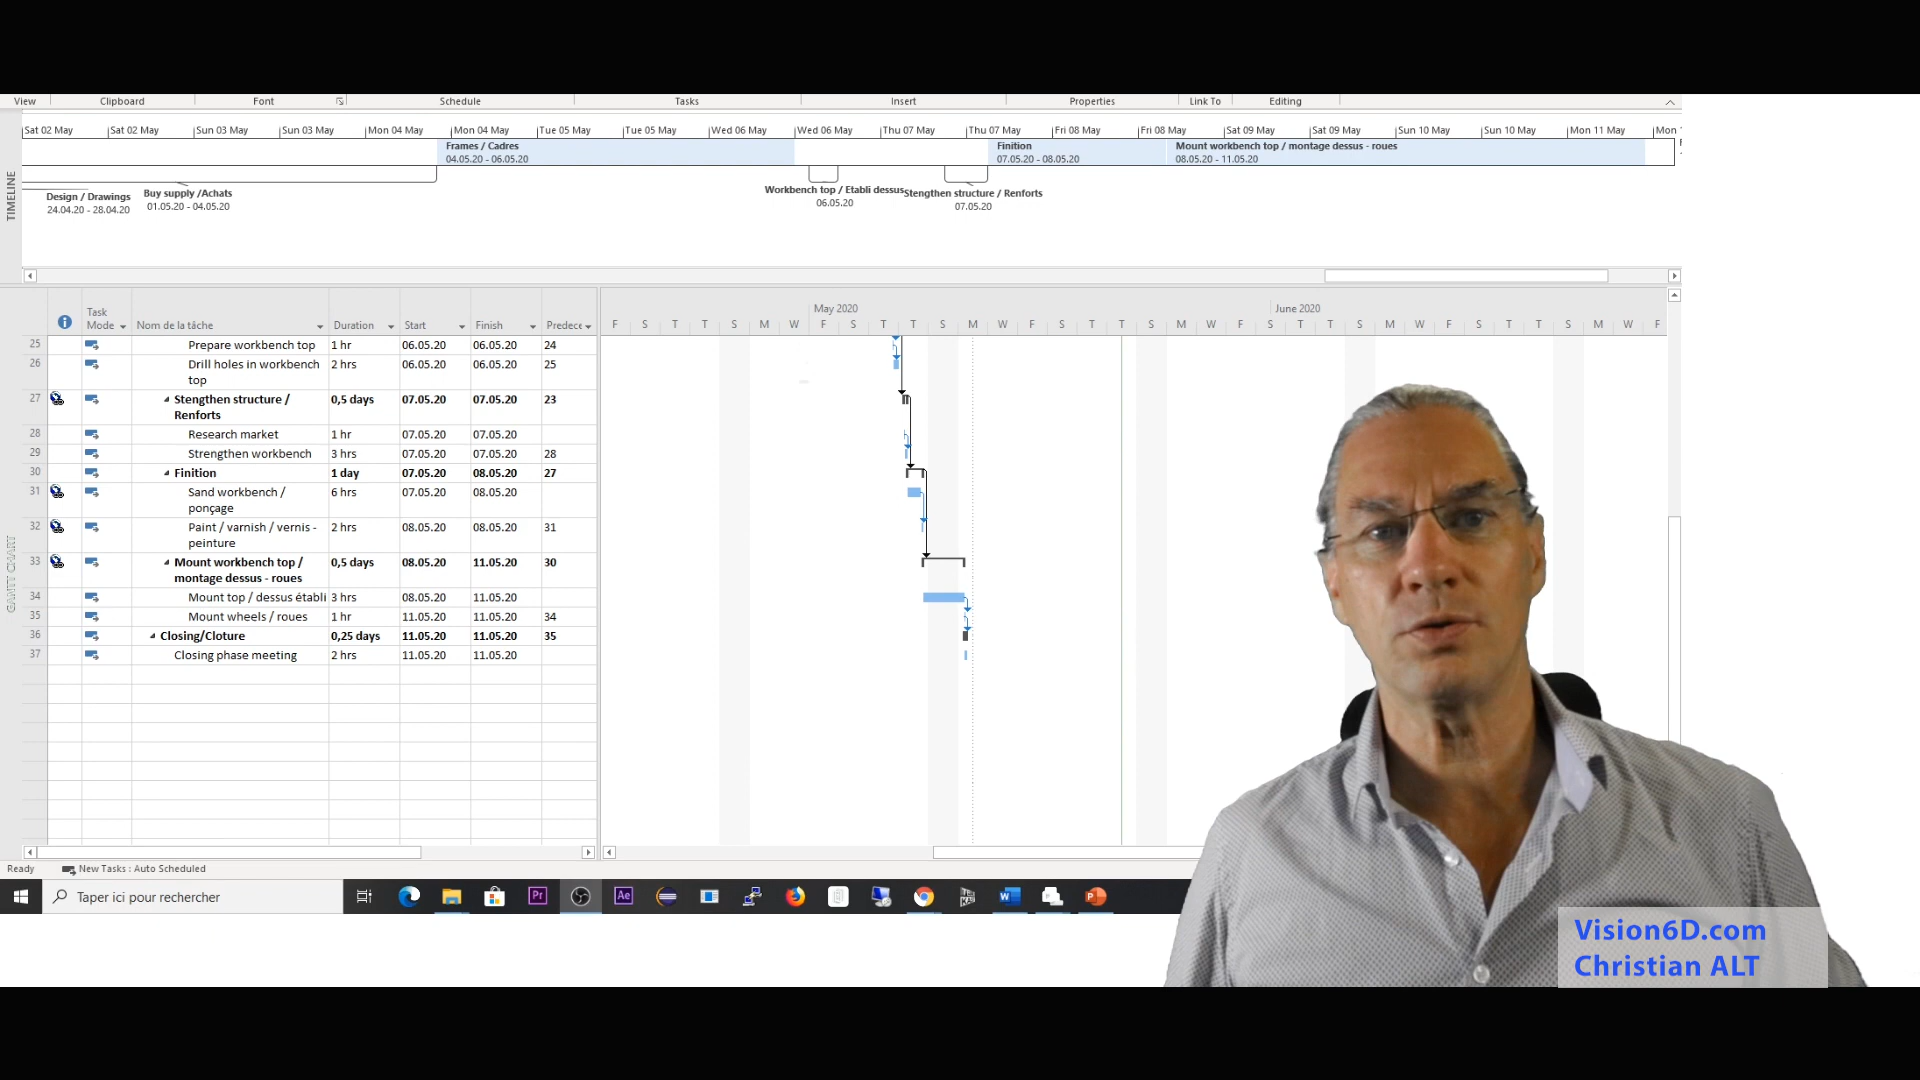 View Clipboard Font Schedule Tasks Insert Properties Link To Editing
Sat 02 May Sat 02 May Sun 03 May Sun 03 May Mon 04 May Mon 04 May Tue 05 May Tue 05 May Wed 06 May Wed 06 May Thu 07 May Thu 07 May Fri 08 May Fri 08 May Sat 09 May Sat 09 May Sun 10 May Sun 10 May Mon 11 May Mon
Frames / Cadres Finition Mount workbench top / montage dessus - roues
04.05.20 - 06.05.20 07.05.20 - 08.05.20 08.05.20 - 11.05.20
TIMELINE
Design / Drawings Buy supply /Achats Workbench top / Etabli dessus Stengthen structure / Renforts
24.04.20 - 28.04.20 01.05.20 - 04.05.20 06.05.20 07.05.20
May 2020 June 2020
Task
Mode Nom de la tâche Duration Start Finish Predece
F S T T S M W F S T T S M W F S T T S M W F S T T S M W F S T T S M W F
25 Prepare workbench top 1 hr 06.05.20 06.05.20 24
26 Drill holes in workbench 2 hrs 06.05.20 06.05.20 25
top
27 Stengthen structure / 0,5 days 07.05.20 07.05.20 23
Renforts
28 Research market 1 hr 07.05.20 07.05.20
29 Strengthen workbench 3 hrs 07.05.20 07.05.20 28
30 Finition 1 day 07.05.20 08.05.20 27
31 Sand workbench / 6 hrs 07.05.20 08.05.20
ponçage
32 Paint / varnish / vernis - 2 hrs 08.05.20 08.05.20 31
peinture
33 Mount workbench top / 0,5 days 08.05.20 11.05.20 30
montage dessus - roues
34 Mount top / dessus établi 3 hrs 08.05.20 11.05.20
35 Mount wheels / roues 1 hr 11.05.20 11.05.20 34
36 Closing/Cloture 0,25 days 11.05.20 11.05.20 35
37 Closing phase meeting 2 hrs 11.05.20 11.05.20
GANTT CHART
Ready New Tasks : Auto Scheduled
Taper ici pour rechercher
Pr Ae
Vision6D.com
Christian ALT